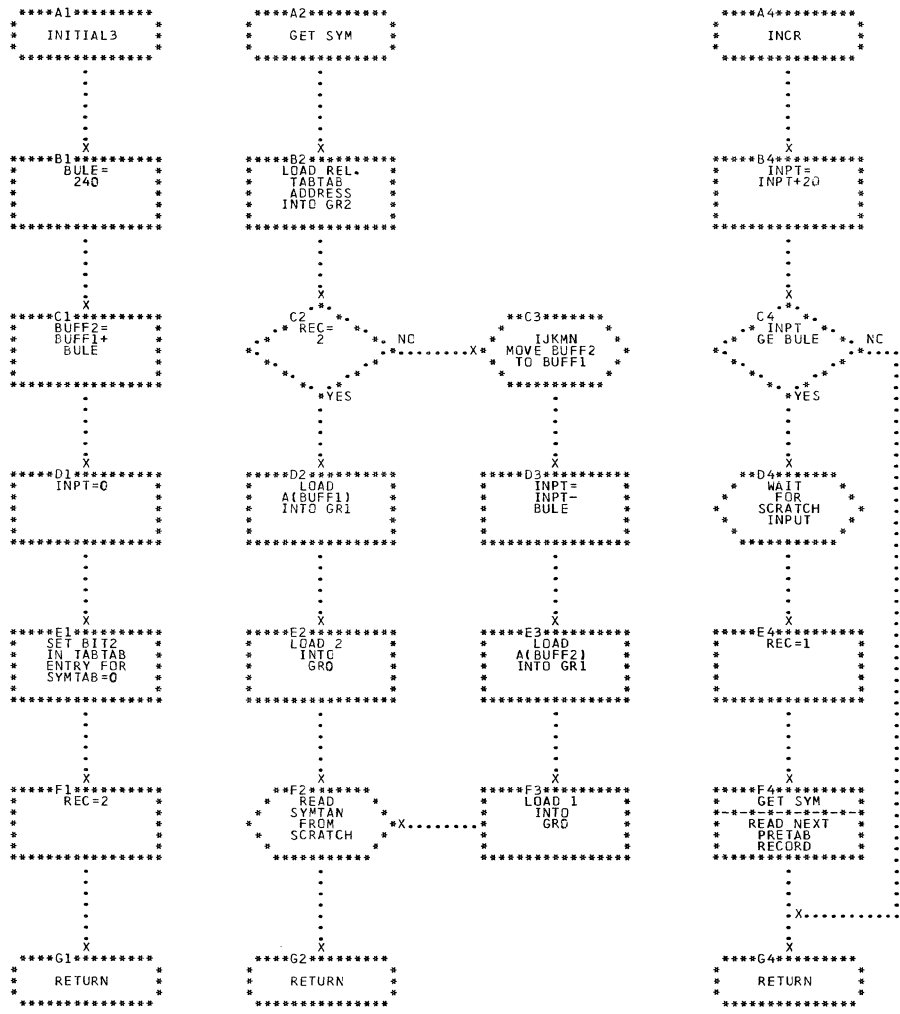 A1
INITIAL3
B1
BULE=
240
C1
BUFF2=
BUFF1+
BULE
D1
INPT=0
E1
SET BIT2
IN TABTAB
ENTRY FOR
SYMTAB=0
F1
REC=2
G1
RETURN
A2
GET SYM
B2
LOAD REL.
TABTAB
ADDRESS
INTO GR2
C2
REC=
2
NO
YES
C3
IJKMN
MOVE BUFF2
TO BUFF1
D2
LOAD
A(BUFF1)
INTO GR1
D3
INPT=
INPT-
BULE
E2
LOAD 2
INTO
GR0
E3
LOAD
A(BUFF2)
INTO GR1
F2
READ
SYMTAN
FROM
SCRATCH
F3
LOAD 1
INTO
GR0
G2
RETURN
A4
INCR
B4
INPT=
INPT+20
C4
INPT
GE BULE
NO
YES
D4
WAIT
FOR
SCRATCH
INPUT
E4
REC=1
F4
GET SYM
READ NEXT
PRETAB
RECORD
G4
RETURN